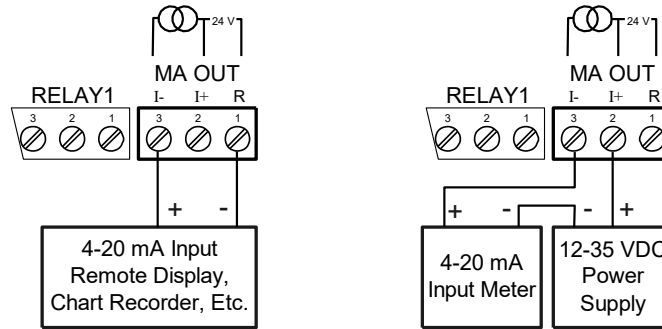 24 V
MA OUT
RELAY1 I- I+ R
3 2 1 3 2 1
+ -
4-20 mA Input
Remote Display,
Chart Recorder, Etc.
24 V
MA OUT
RELAY1 I- I+ R
3 2 1 3 2 1
+ - - +
4-20 mA
Input Meter
12-35 VDC
Power
Supply